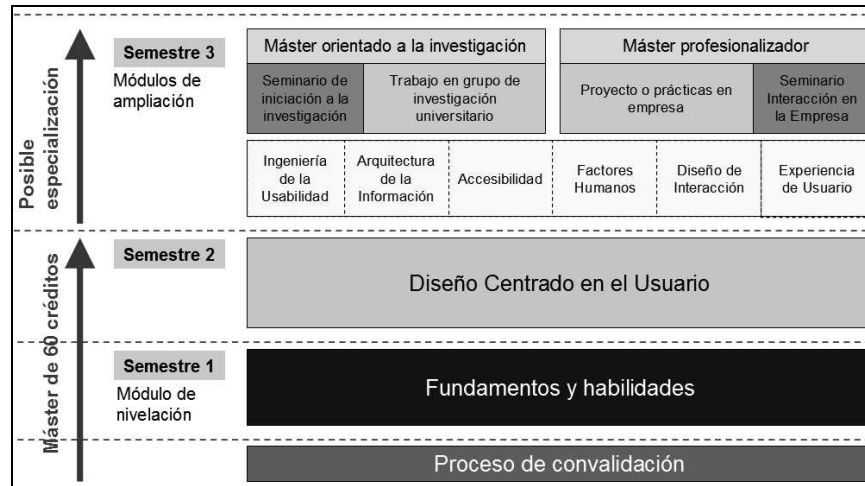 Posible
especialización
Semestre 3
Módulos de
ampliación
Máster orientado a la investigación
Máster profesionalizador
Seminario de
iniciación a la
investigación
Trabajo en grupo de
investigación
universitario
Proyecto o prácticas en
empresa
Seminario
Interacción en
la Empresa
Ingeniería
de la
Usabilidad
Arquitectura
de la
Información
Accesibilidad
Factores
Humanos
Diseño de
Interacción
Experiencia
de Usuario
Máster de 60 créditos
Semestre 2
Diseño Centrado en el Usuario
Semestre 1
Módulo de
nivelación
Fundamentos y habilidades
Proceso de convalidación